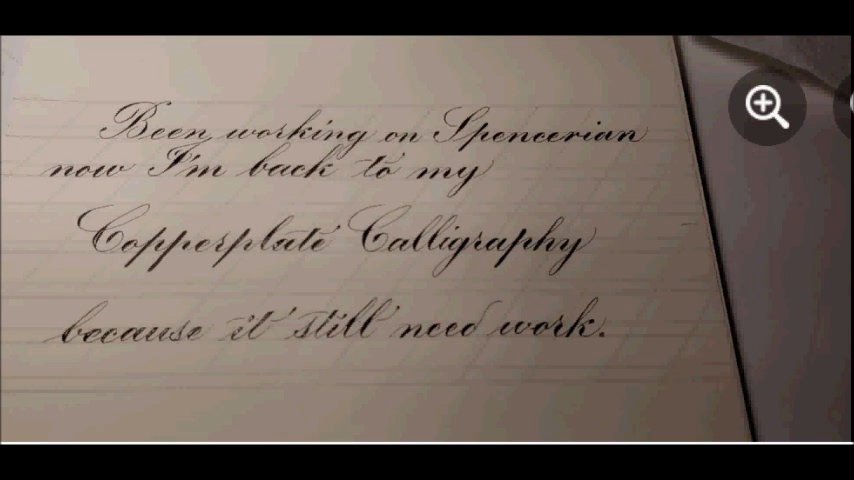 Been working on Spencerian
now I'm back to my
Copperplate Calligraphy
because it still need work.